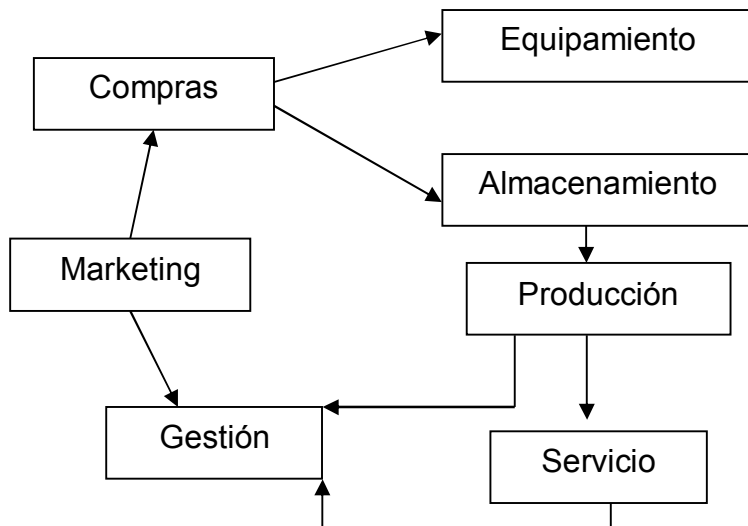 Equipamiento
Compras
Almacenamiento
Marketing
Producción
Gestión
Servicio